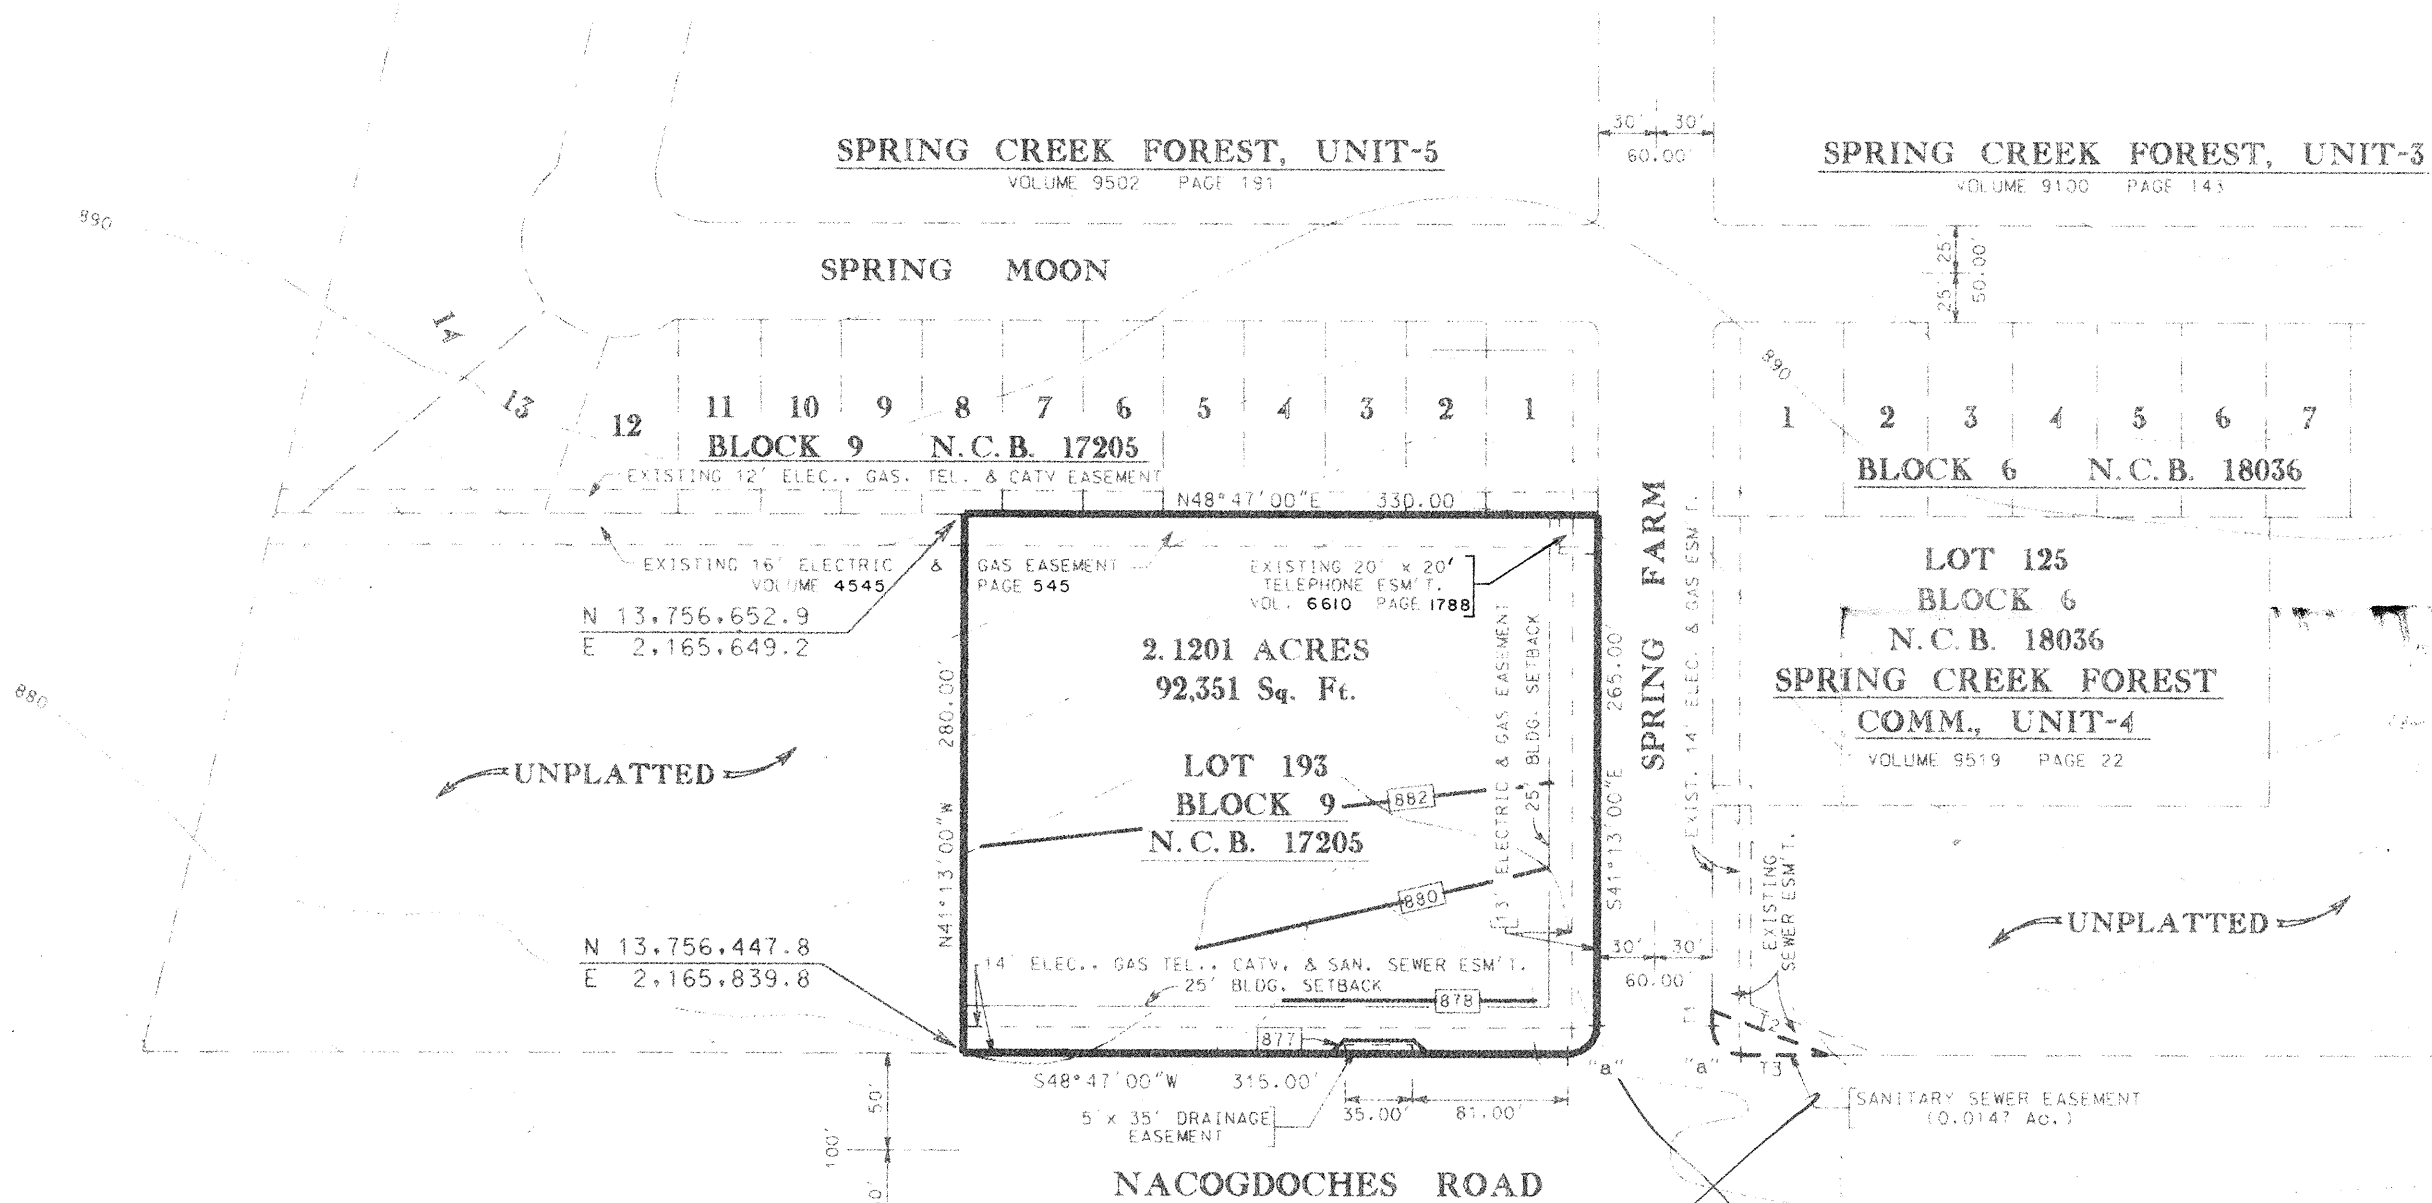 30' 30'
60.00'
SPRING CREEK FOREST, UNIT-5
VOLUME 9502 PAGE 191
SPRING CREEK FOREST, UNIT-3
VOLUME 9100 PAGE 143
890
SPRING MOON
25'
25'
50.00'
14
13
12
11 10 9 8 7 6 5 4 3 2 1
BLOCK 9 N.C.B. 17205
EXISTING 12' ELEC., GAS, TEL. & CATV EASEMENT
890
1 2 3 4 5 6 7
BLOCK 6 N.C.B. 18036
N48°47'00"E 330.00
EXISTING 16' ELECTRIC & GAS EASEMENT
VOLUME 4545 PAGE 545
EXISTING 20' x 20'
TELEPHONE ESM'T.
VOL. 6610 PAGE 1788
N 13,756,652.9
E 2,165,649.2
880
UNPLATTED
280.00'
N41°13'00"W
2.1201 ACRES
92,351 Sq. Ft.
LOT 193
BLOCK 9
N.C.B. 17205
882
880
878
877
13' ELECTRIC & GAS EASEMENT
25' BLDG. SETBACK
265.00'
S41°13'00"E
SPRING FARM
EXIST. 14' ELEC. & GAS ESM'T.
LOT 125
BLOCK 6
N.C.B. 18036
SPRING CREEK FOREST
COMM., UNIT-4
VOLUME 9519 PAGE 22
EXISTING
SEWER ESM'T.
UNPLATTED
N 13,756,447.8
E 2,165,839.8
14' ELEC., GAS TEL., CATV, & SAN. SEWER ESM'T.
25' BLDG. SETBACK
30' 30'
60.00'
T1
T2
T3
"a"
"a"
S48°47'00"W 315.00'
35.00' 81.00'
5' x 35' DRAINAGE
EASEMENT
SANITARY SEWER EASEMENT
(0.0147 Ac.)
50'
100'
NACOGDOCHES ROAD